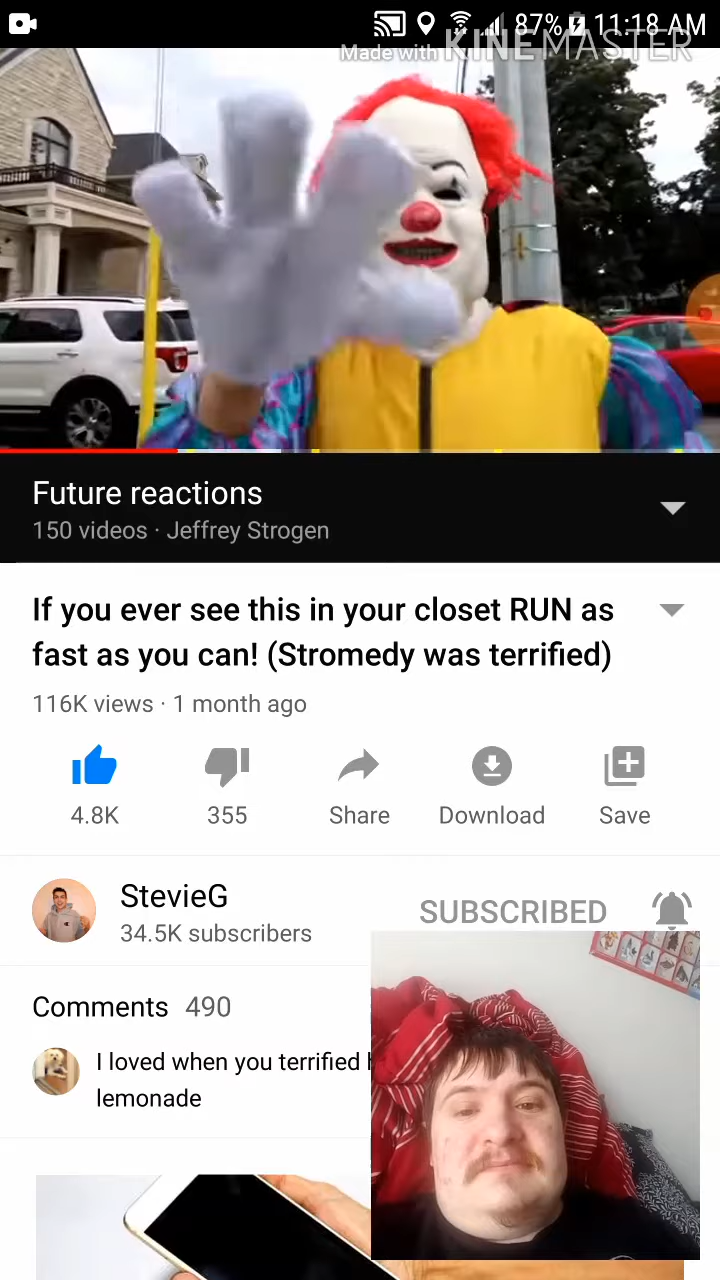 87% 11:18 AM
Made with KINEMASTER
Future reactions
150 videos · Jeffrey Strogen
If you ever see this in your closet RUN as
fast as you can! (Stromedy was terrified)
116K views · 1 month ago
4.8K 355 Share Download Save
StevieG
34.5K subscribers
SUBSCRIBED
Comments 490
I loved when you terrified
lemonade